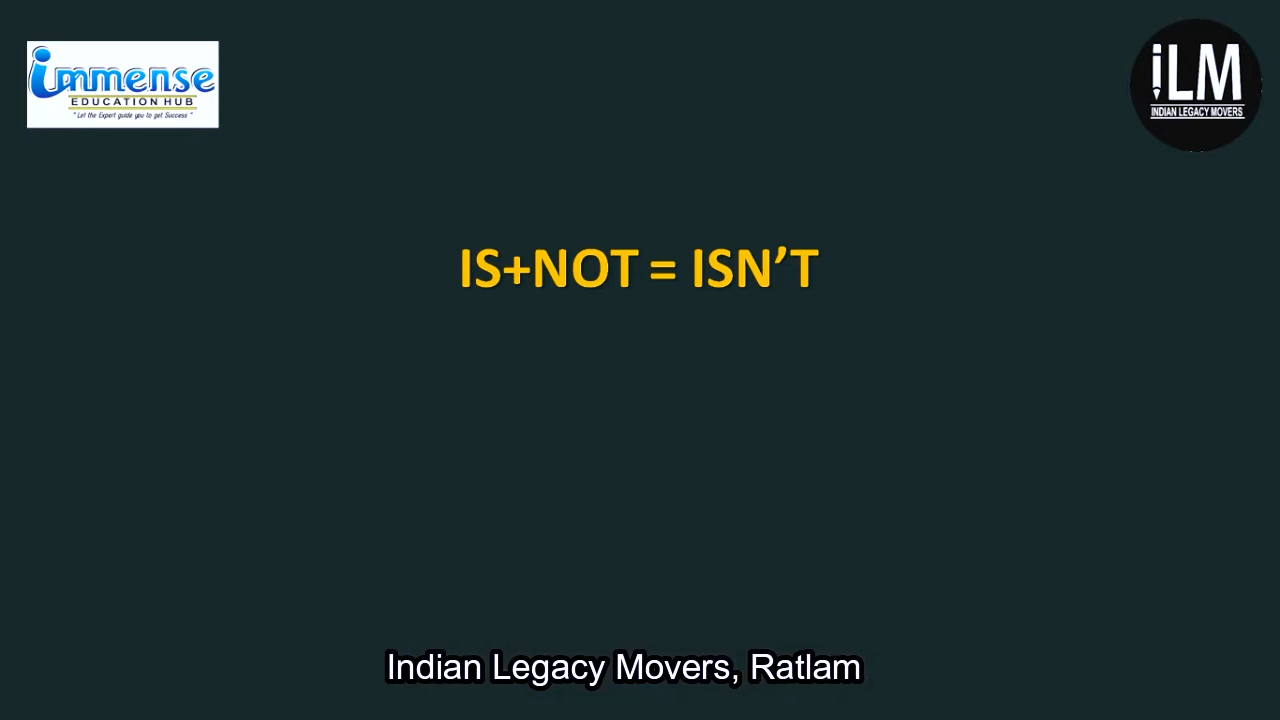 immense
EDUCATION HUB
" Let the Expert guide you to get Success "
iLM
INDIAN LEGACY MOVERS
IS+NOT = ISN’T
Indian Legacy Movers, Ratlam